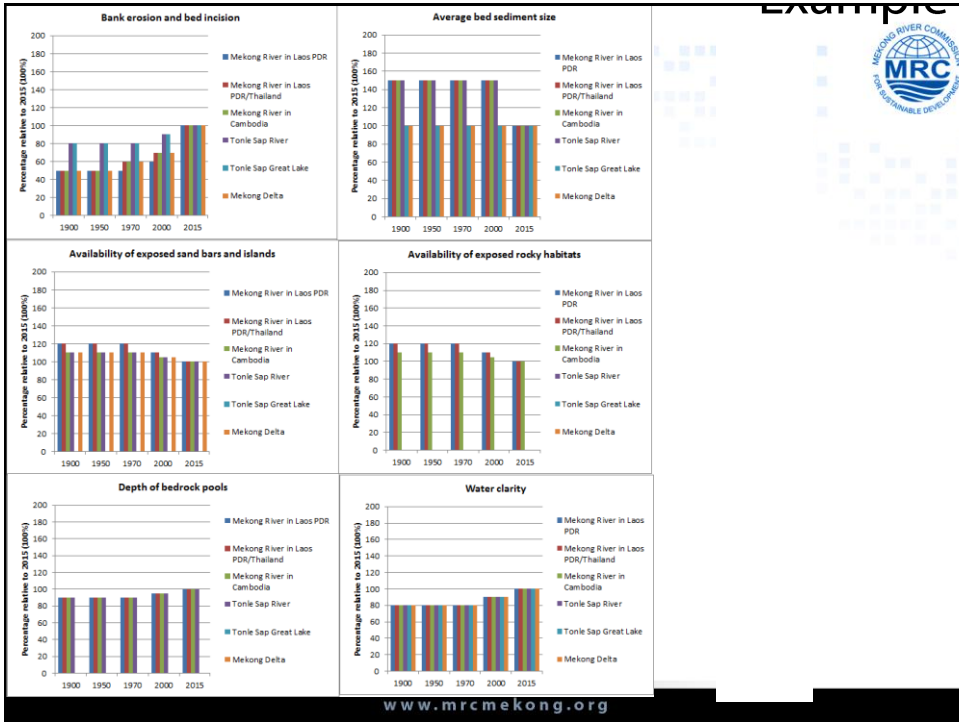 Example
MEKONG RIVER COMMISSION
MRC
FOR SUSTAINABLE DEVELOPMENT
Bank erosion and bed incision
Percentage relative to 2015 (100%)
200
180
160
140
120
100
80
60
40
20
0
1900 1950 1970 2000 2015
Mekong River in Laos PDR
Mekong River in Laos
PDR/Thailand
Mekong River in
Cambodia
Tonle Sap River
Tonle Sap Great Lake
Mekong Delta
Average bed sediment size
Percentage relative to 2015 (100%)
200
180
160
140
120
100
80
60
40
20
0
1900 1950 1970 2000 2015
Mekong River in Laos
PDR
Mekong River in Laos
PDR/Thailand
Mekong River in
Cambodia
Tonle Sap River
Tonle Sap Great Lake
Mekong Delta
Availability of exposed sand bars and islands
Percentage relative to 2015 (100%)
200
180
160
140
120
100
80
60
40
20
0
1900 1950 1970 2000 2015
Mekong River in Laos PDR
Mekong River in Laos
PDR/Thailand
Mekong River in
Cambodia
Tonle Sap River
Tonle Sap Great Lake
Mekong Delta
Availability of exposed rocky habitats
Percentage relative to 2015 (100%)
200
180
160
140
120
100
80
60
40
20
0
1900 1950 1970 2000 2015
Mekong River in Laos
PDR
Mekong River in Laos
PDR/Thailand
Mekong River in
Cambodia
Tonle Sap River
Tonle Sap Great Lake
Mekong Delta
Depth of bedrock pools
Percentage relative to 2015 (100%)
200
180
160
140
120
100
80
60
40
20
0
1900 1950 1970 2000 2015
Mekong River in Laos PDR
Mekong River in Laos
PDR/Thailand
Mekong River in
Cambodia
Tonle Sap River
Tonle Sap Great Lake
Mekong Delta
Water clarity
Percentage relative to 2015 (100%)
200
180
160
140
120
100
80
60
40
20
0
1900 1950 1970 2000 2015
Mekong River in Laos
PDR
Mekong River in Laos
PDR/Thailand
Mekong River in
Cambodia
Tonle Sap River
Tonle Sap Great Lake
Mekong Delta
www.mrcmekong.org